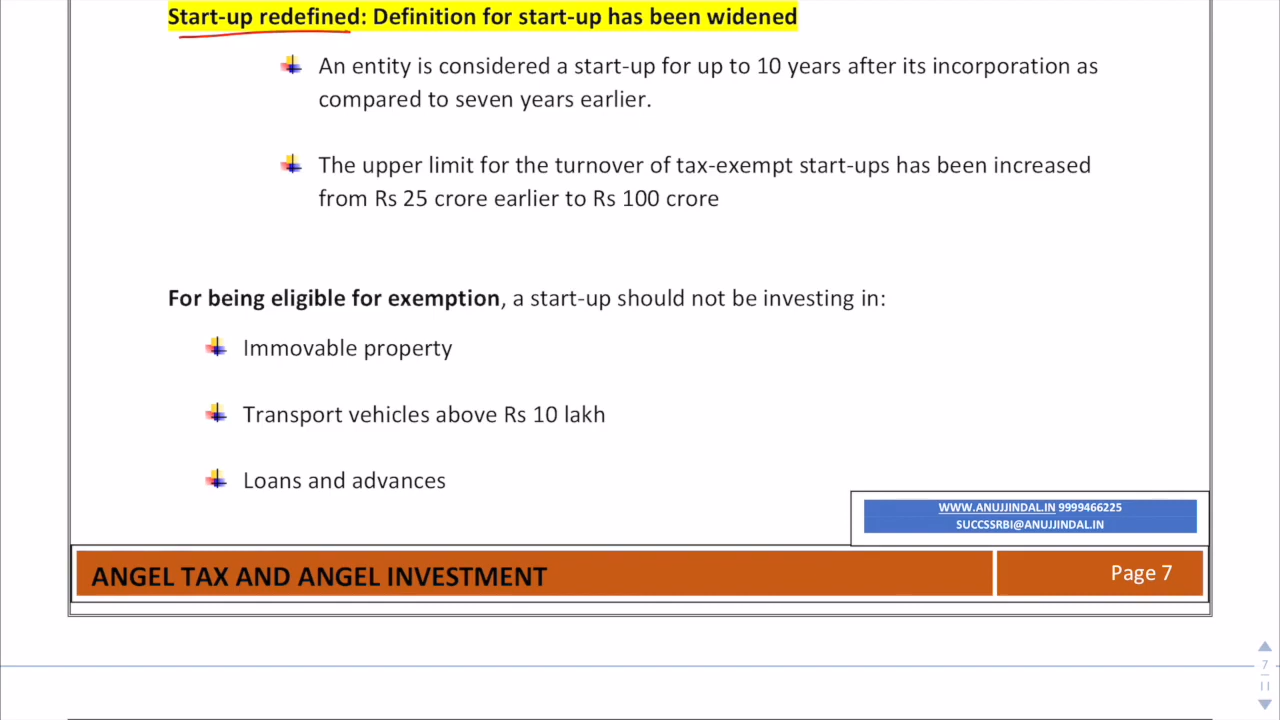 Start-up redefined: Definition for start-up has been widened
An entity is considered a start-up for up to 10 years after its incorporation as
compared to seven years earlier.
The upper limit for the turnover of tax-exempt start-ups has been increased
from Rs 25 crore earlier to Rs 100 crore
For being eligible for exemption, a start-up should not be investing in:
Immovable property
Transport vehicles above Rs 10 lakh
Loans and advances
WWW.ANUJJINDAL.IN 9999466225
SUCCSSRBI@ANUJJINDAL.IN
ANGEL TAX AND ANGEL INVESTMENT
Page 7
7
11